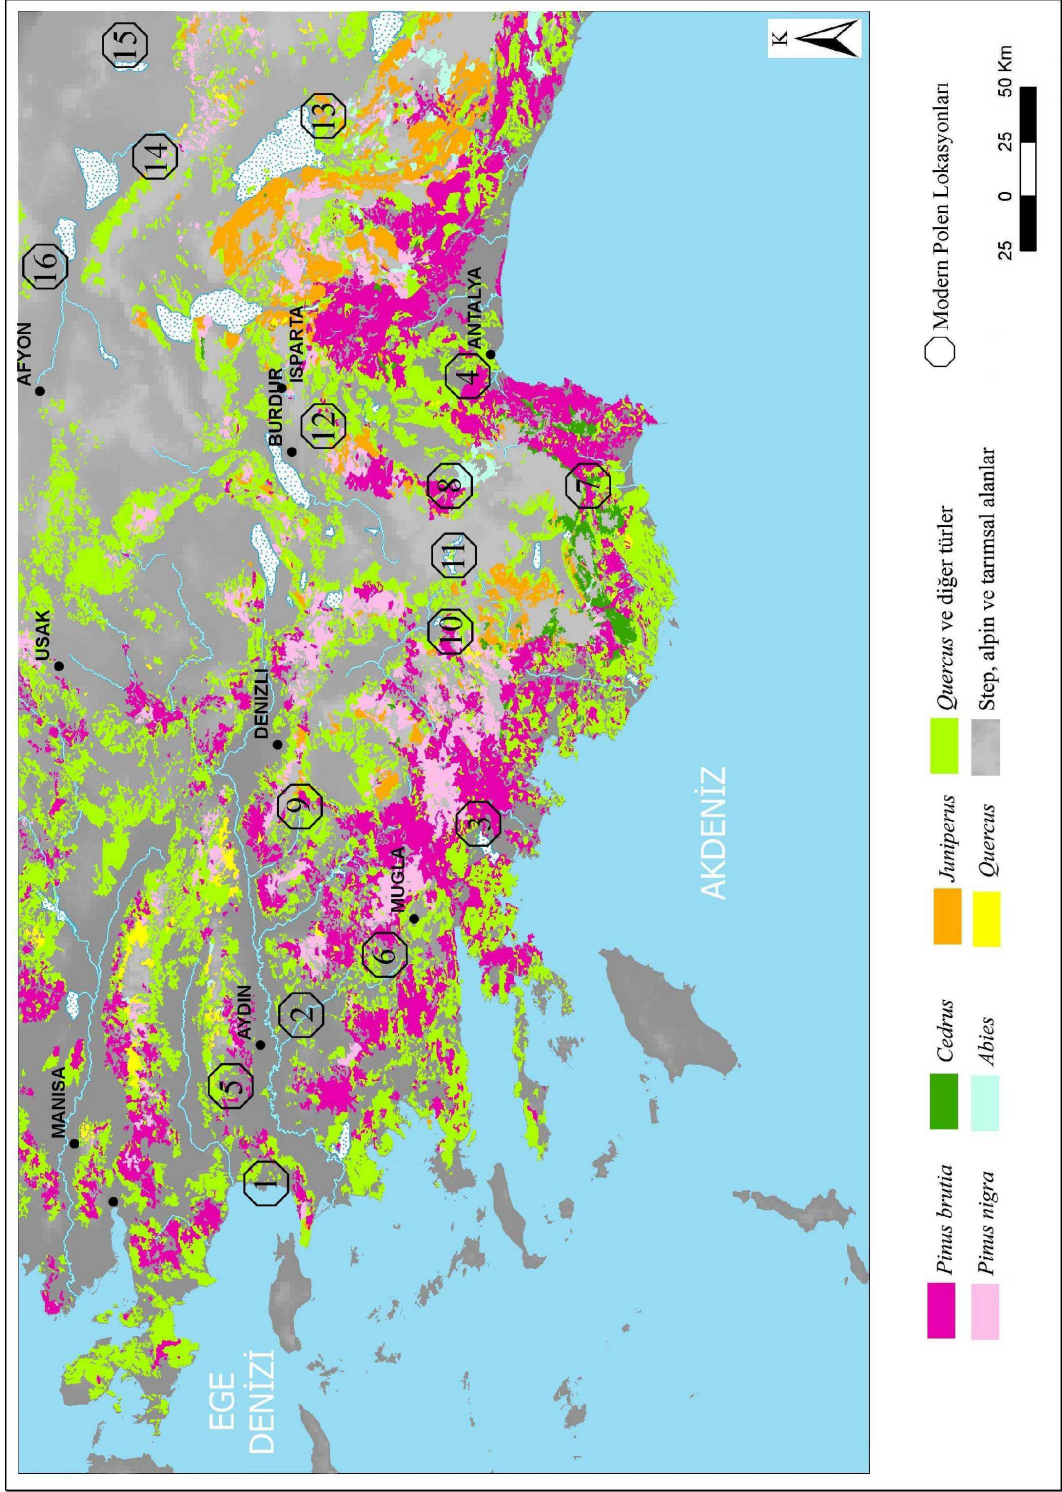 K
15
16
14
13
AFYON
USAK
BURDUR
ISPARTA
12
DENIZLI
MANISA
AYDIN
5
2
9
1
MUGLA
6
3
10
11
8
4
ANTALYA
7
EGE
DENİZİ
AKDENİZ
Pinus brutia
Cedrus
Juniperus
Quercus ve diğer türler
Modern Polen Lokasyonları
Pinus nigra
Abies
Quercus
Step, alpin ve tarımsal alanlar
25 0 25 50 Km